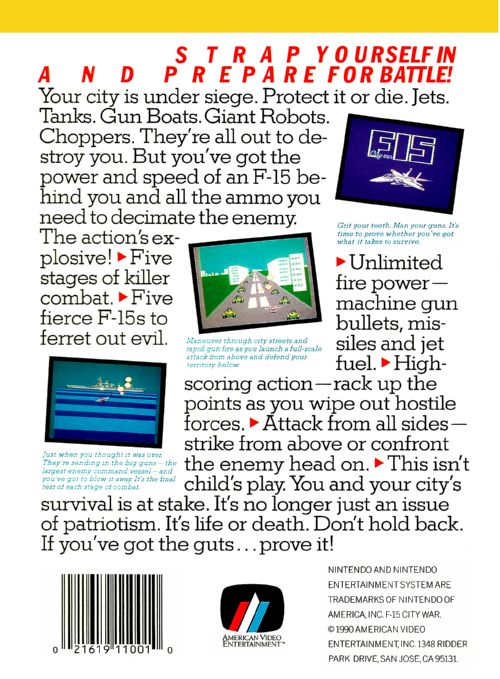 STRAP YOURSELF IN
AND PREPARE FOR BATTLE!
Your city is under siege. Protect it or die. Jets.
Tanks. Gun Boats. Giant Robots.
Choppers. They're all out to de-
stroy you. But you've got the
power and speed of an F-15 be-
hind you and all the ammo you
need to decimate the enemy.
The action's ex-
plosive! ▶ Five
stages of killer
combat. ▶ Five
fierce F-15s to
ferret out evil.
F15
City War
Grit your teeth. Man your guns. It's
time to prove whether you've got
what it takes to survive.
Maneuver through city streets and
rapid gun fire as you launch a full-scale
attack from above and defend your
territory below.
▶ Unlimited
fire power—
machine gun
bullets, mis-
siles and jet
fuel. ▶ High-
scoring action—rack up the
points as you wipe out hostile
forces. ▶ Attack from all sides—
strike from above or confront
the enemy head on. ▶ This isn't
child's play. You and your city's
survival is at stake. It's no longer just an issue
of patriotism. It's life or death. Don't hold back.
If you've got the guts...prove it!
Just when you thought it was over.
They're sending in the big guns—the
largest enemy command vessel—and
you've got to blow it away. It's the final
test of each stage of combat.
0 21619 11001 0
AMERICAN VIDEO
ENTERTAINMENT™
NINTENDO AND NINTENDO
ENTERTAINMENT SYSTEM ARE
TRADEMARKS OF NINTENDO OF
AMERICA, INC. F-15 CITY WAR.
© 1990 AMERICAN VIDEO
ENTERTAINMENT, INC. 1348 RIDDER
PARK DRIVE, SAN JOSE, CA 95131.